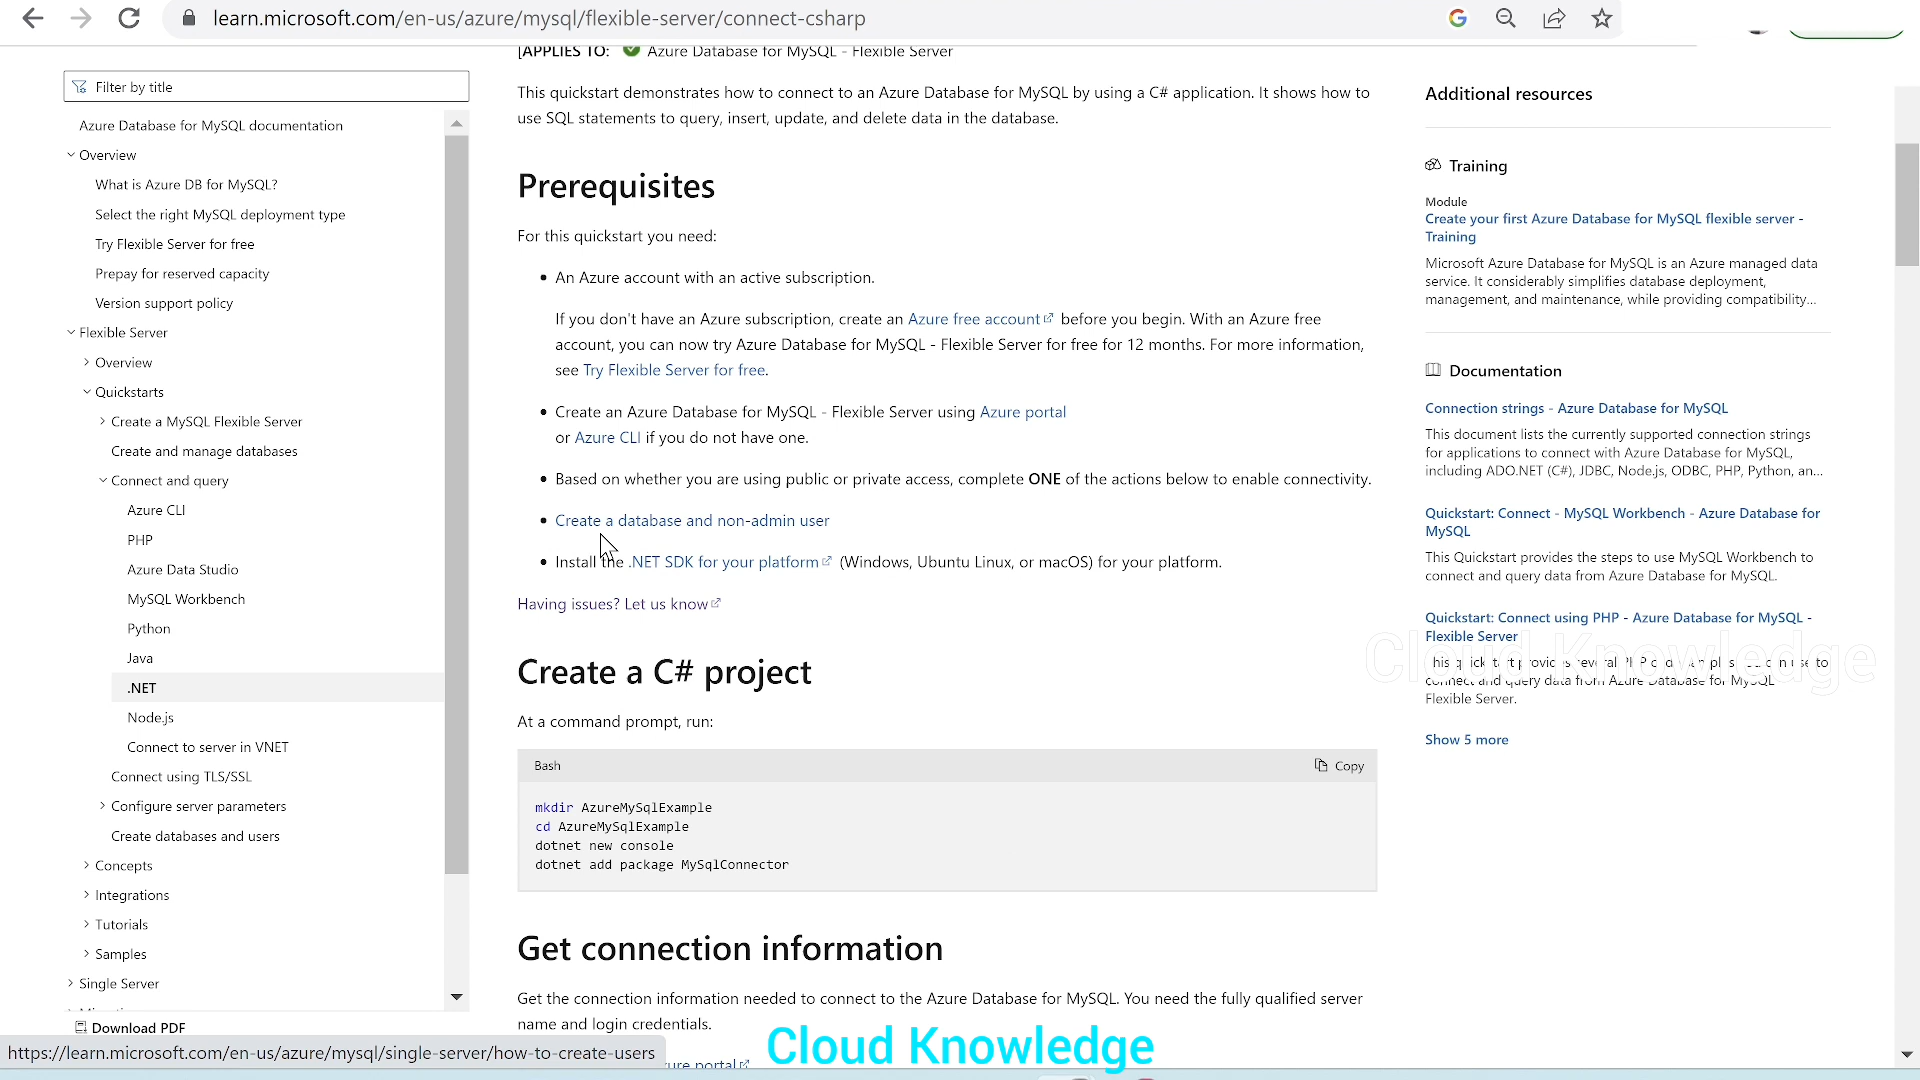 learn.microsoft.com/en-us/azure/mysql/flexible-server/connect-csharp
[APPLIES TO: Azure Database for MySQL - Flexible Server
Filter by title
Azure Database for MySQL documentation
Overview
What is Azure DB for MySQL?
Select the right MySQL deployment type
Try Flexible Server for free
Prepay for reserved capacity
Version support policy
Flexible Server
Overview
Quickstarts
Create a MySQL Flexible Server
Create and manage databases
Connect and query
Azure CLI
PHP
Azure Data Studio
MySQL Workbench
Python
Java
.NET
Node.js
Connect to server in VNET
Connect using TLS/SSL
Configure server parameters
Create databases and users
Concepts
Integrations
Tutorials
Samples
Single Server
Download PDF
https://learn.microsoft.com/en-us/azure/mysql/single-server/how-to-create-users
This quickstart demonstrates how to connect to an Azure Database for MySQL by using a C# application. It shows how to
use SQL statements to query, insert, update, and delete data in the database.
Prerequisites
For this quickstart you need:
• An Azure account with an active subscription.
If you don't have an Azure subscription, create an Azure free account before you begin. With an Azure free
account, you can now try Azure Database for MySQL - Flexible Server for free for 12 months. For more information,
see Try Flexible Server for free.
• Create an Azure Database for MySQL - Flexible Server using Azure portal
or Azure CLI if you do not have one.
• Based on whether you are using public or private access, complete ONE of the actions below to enable connectivity.
• Create a database and non-admin user
• Install the .NET SDK for your platform (Windows, Ubuntu Linux, or macOS) for your platform.
Having issues? Let us know
Create a C# project
At a command prompt, run:
Bash
Copy
mkdir AzureMySqlExample
cd AzureMySqlExample
dotnet new console
dotnet add package MySqlConnector
Get connection information
Get the connection information needed to connect to the Azure Database for MySQL. You need the fully qualified server
name and login credentials.
portal
Cloud Knowledge
Additional resources
Training
Module
Create your first Azure Database for MySQL flexible server -
Training
Microsoft Azure Database for MySQL is an Azure managed data
service. It considerably simplifies database deployment,
management, and maintenance, while providing compatibility...
Documentation
Connection strings - Azure Database for MySQL
This document lists the currently supported connection strings
for applications to connect with Azure Database for MySQL,
including ADO.NET (C#), JDBC, Node.js, ODBC, PHP, Python, an...
Quickstart: Connect - MySQL Workbench - Azure Database for
MySQL
This Quickstart provides the steps to use MySQL Workbench to
connect and query data from Azure Database for MySQL.
Quickstart: Connect using PHP - Azure Database for MySQL -
Flexible Server
Cloud Knowledge
connect and query data from Azure Database for MySQL -
Flexible Server.
Show 5 more